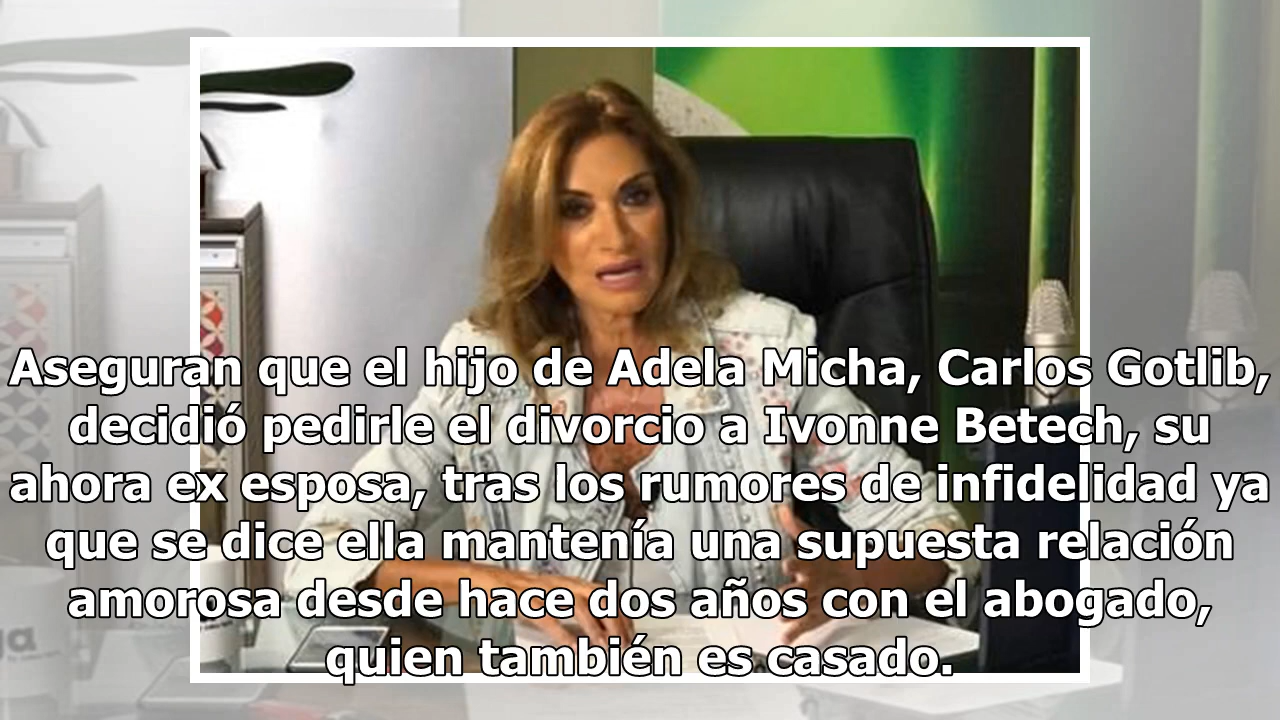 Aseguran que el hijo de Adela Micha, Carlos Gotlib,
decidió pedirle el divorcio a Ivonne Betech, su
ahora ex esposa, tras los rumores de infidelidad ya
que se dice ella mantenía una supuesta relación
amorosa desde hace dos años con el abogado,
quien también es casado.